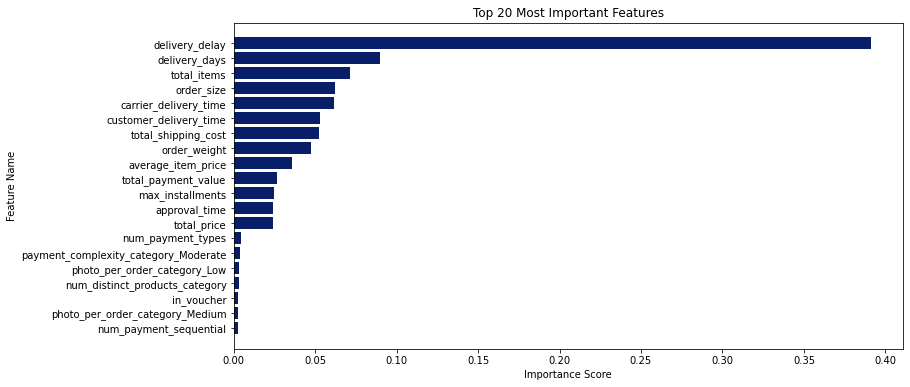 Top 20 Most Important Features
Feature Name
delivery_delay
delivery_days
total_items
order_size
carrier_delivery_time
customer_delivery_time
total_shipping_cost
order_weight
average_item_price
total_payment_value
max_installments
approval_time
total_price
num_payment_types
payment_complexity_category_Moderate
photo_per_order_category_Low
num_distinct_products_category
in_voucher
photo_per_order_category_Medium
num_payment_sequential
0.00 0.05 0.10 0.15 0.20 0.25 0.30 0.35 0.40
Importance Score